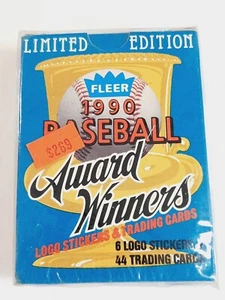 LIMITED EDITION
FLEER
1990
BASEBALL
$2.69
Award
Winners
LOGO STICKERS & TRADING CARDS
6 LOGO STICKERS
44 TRADING CARDS